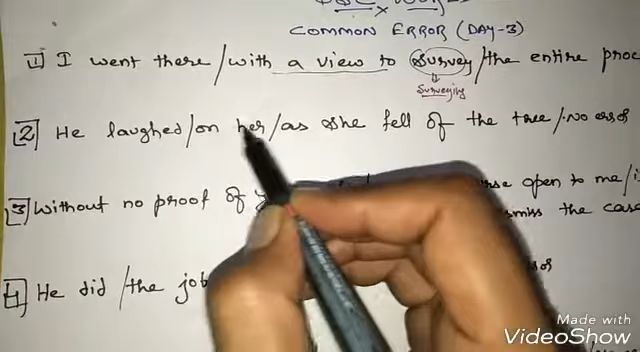 COMMON ERROR (DAY-3)
1 I went there / with a view to survey / the entire proc
surveying
2 He laughed / on her / as she fell of the tree / No error
3 Without no proof of
open to me /
the case
4 He did / the job
Made with
VideoShow